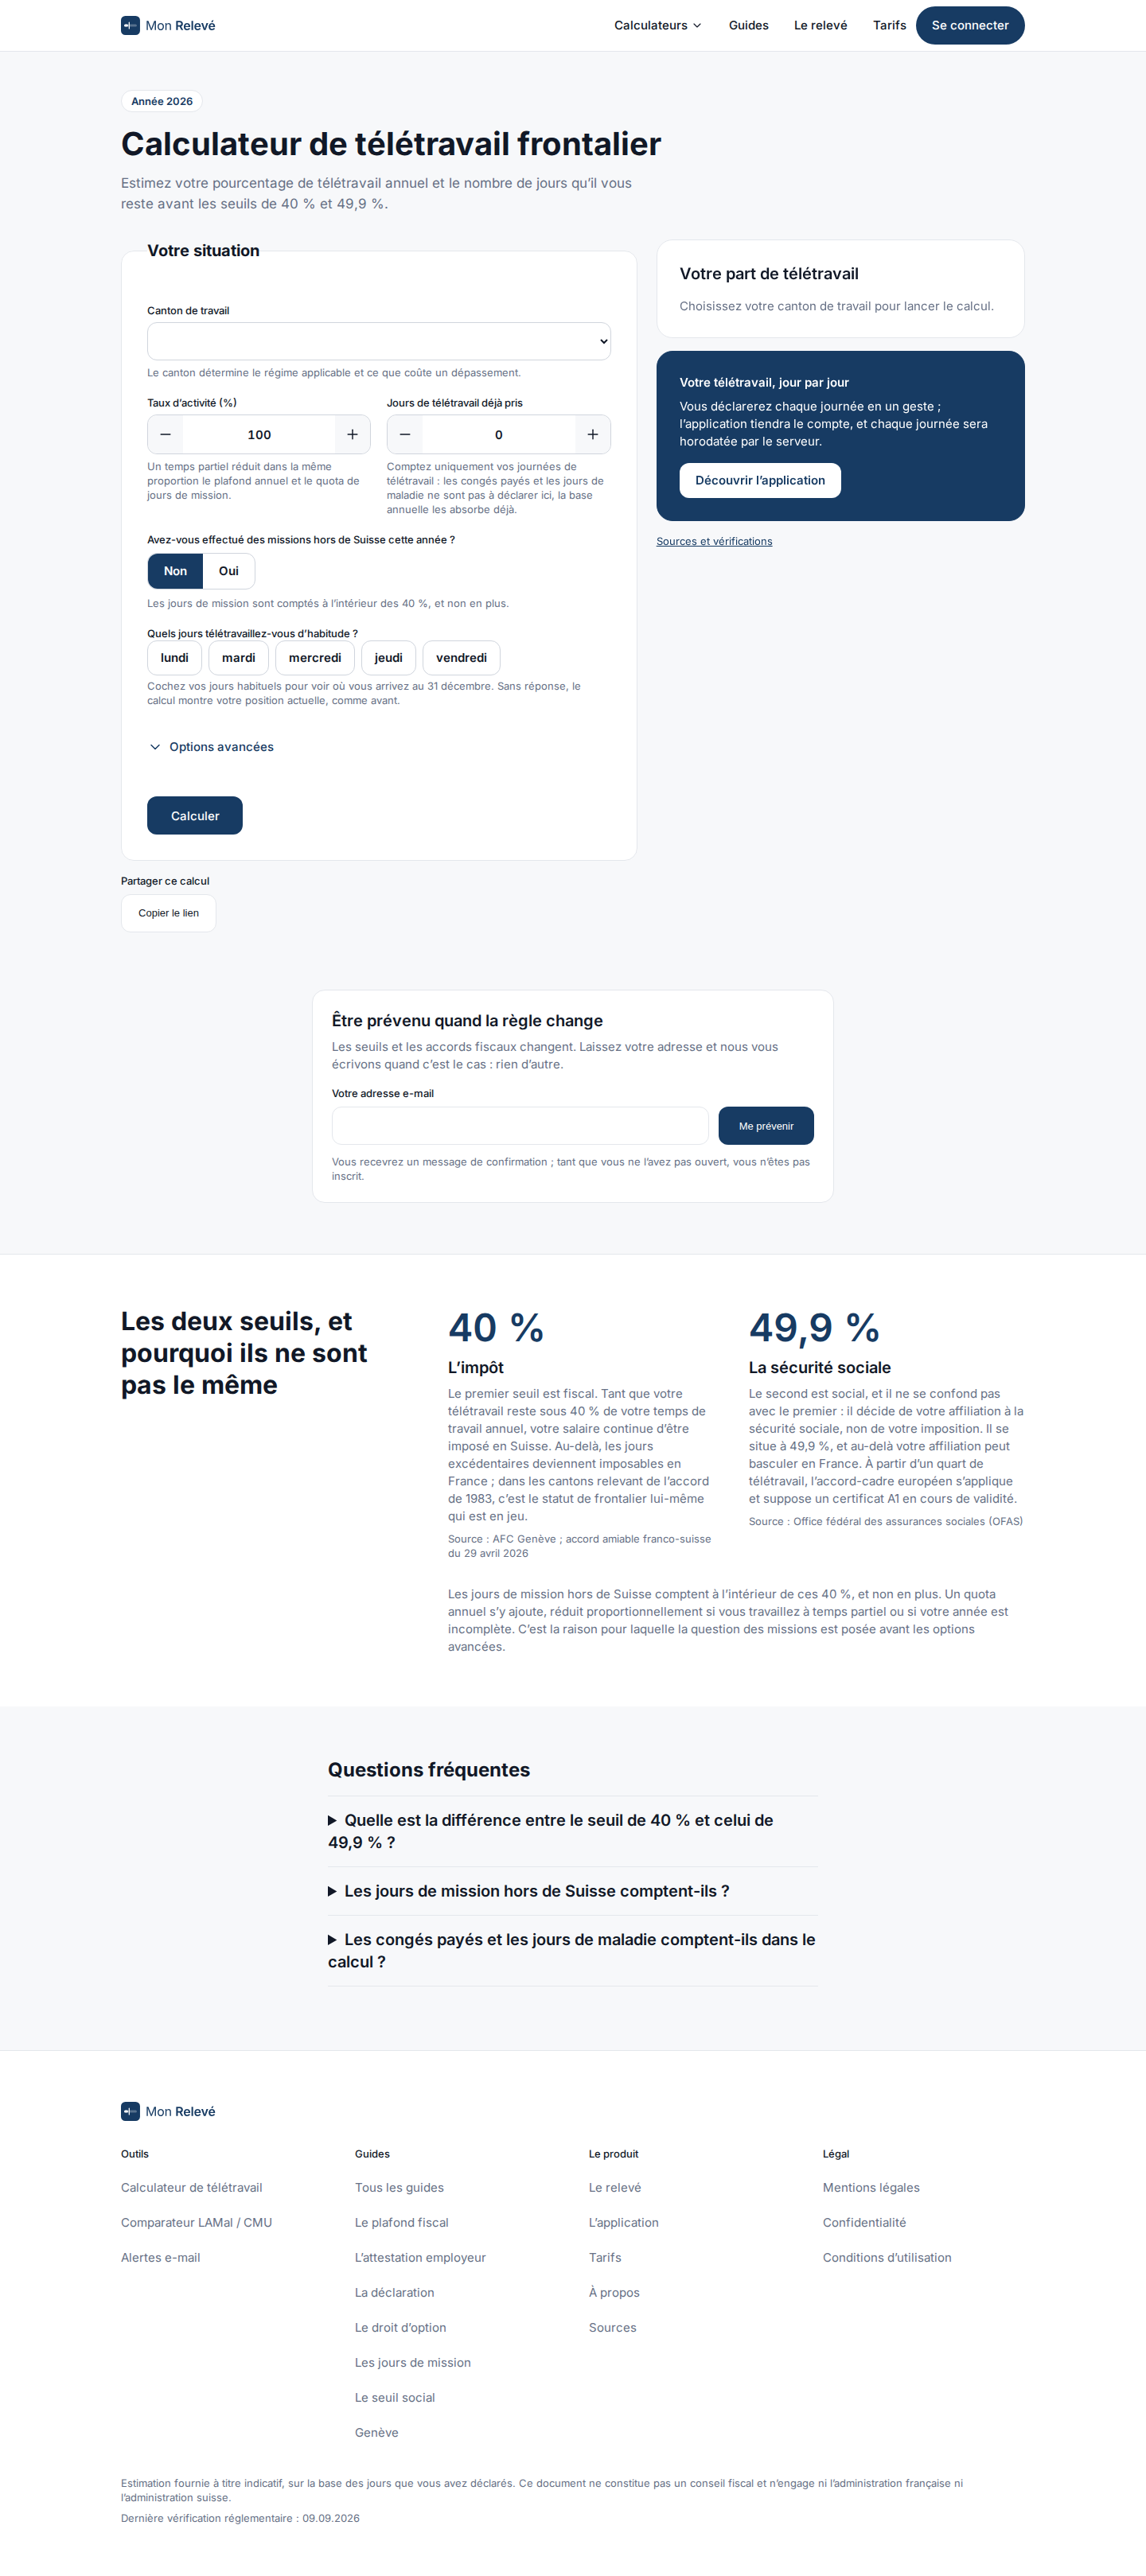 Mon Relevé
Calculateurs
Guides
Le relevé
Tarifs
Se connecter
Année 2026
Calculateur de télétravail frontalier
Estimez votre pourcentage de télétravail annuel et le nombre de jours qu’il vous
reste avant les seuils de 40 % et 49,9 %.
Votre situation
Canton de travail
Le canton détermine le régime applicable et ce que coûte un dépassement.
Taux d’activité (%)
− 100 +
Un temps partiel réduit dans la même
proportion le plafond annuel et le quota de
jours de mission.
Jours de télétravail déjà pris
− 0 +
Comptez uniquement vos journées de
télétravail : les congés payés et les jours de
maladie ne sont pas à déclarer ici, la base
annuelle les absorbe déjà.
Avez-vous effectué des missions hors de Suisse cette année ?
Non Oui
Les jours de mission sont comptés à l’intérieur des 40 %, et non en plus.
Quels jours télétravaillez-vous d’habitude ?
lundi mardi mercredi jeudi vendredi
Cochez vos jours habituels pour voir où vous arrivez au 31 décembre. Sans réponse, le
calcul montre votre position actuelle, comme avant.
Options avancées
Calculer
Partager ce calcul
Copier le lien
Votre part de télétravail
Choisissez votre canton de travail pour lancer le calcul.
Votre télétravail, jour par jour
Vous déclarerez chaque journée en un geste ;
l’application tiendra le compte, et chaque journée sera
horodatée par le serveur.
Découvrir l’application
Sources et vérifications
Être prévenu quand la règle change
Les seuils et les accords fiscaux changent. Laissez votre adresse et nous vous
écrivons quand c’est le cas : rien d’autre.
Votre adresse e-mail
Me prévenir
Vous recevrez un message de confirmation ; tant que vous ne l’avez pas ouvert, vous n’êtes pas
inscrit.
Les deux seuils, et
pourquoi ils ne sont
pas le même
40 %
L’impôt
Le premier seuil est fiscal. Tant que votre
télétravail reste sous 40 % de votre temps de
travail annuel, votre salaire continue d’être
imposé en Suisse. Au-delà, les jours
excédentaires deviennent imposables en
France ; dans les cantons relevant de l’accord
de 1983, c’est le statut de frontalier lui-même
qui est en jeu.
Source : AFC Genève ; accord amiable franco-suisse
du 29 avril 2026
49,9 %
La sécurité sociale
Le second est social, et il ne se confond pas
avec le premier : il décide de votre affiliation à la
sécurité sociale, non de votre imposition. Il se
situe à 49,9 %, et au-delà votre affiliation peut
basculer en France. À partir d’un quart de
télétravail, l’accord-cadre européen s’applique
et suppose un certificat A1 en cours de validité.
Source : Office fédéral des assurances sociales (OFAS)
Les jours de mission hors de Suisse comptent à l’intérieur de ces 40 %, et non en plus. Un quota
annuel s’y ajoute, réduit proportionnellement si vous travaillez à temps partiel ou si votre année est
incomplète. C’est la raison pour laquelle la question des missions est posée avant les options
avancées.
Questions fréquentes
Quelle est la différence entre le seuil de 40 % et celui de
49,9 % ?
Les jours de mission hors de Suisse comptent-ils ?
Les congés payés et les jours de maladie comptent-ils dans le
calcul ?
Mon Relevé
Outils
Calculateur de télétravail
Comparateur LAMal / CMU
Alertes e-mail
Guides
Tous les guides
Le plafond fiscal
L’attestation employeur
La déclaration
Le droit d’option
Les jours de mission
Le seuil social
Genève
Le produit
Le relevé
L’application
Tarifs
À propos
Sources
Légal
Mentions légales
Confidentialité
Conditions d’utilisation
Estimation fournie à titre indicatif, sur la base des jours que vous avez déclarés. Ce document ne constitue pas un conseil fiscal et n’engage ni l’administration française ni
l’administration suisse.
Dernière vérification réglementaire : 09.09.2026